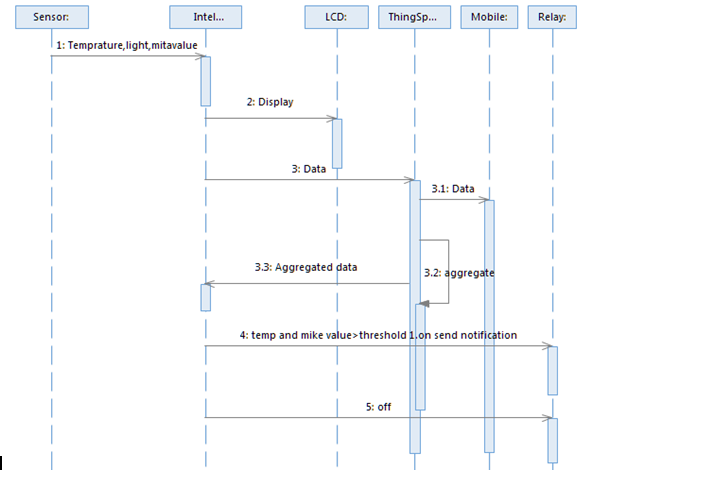 Sensor:
Intel...
LCD:
ThingSp...
Mobile:
Relay:
1: Temprature,light,mitavalue
2: Display
3: Data
3.1: Data
3.2: aggregate
3.3: Aggregated data
4: temp and mike value>threshold 1.on send notification
5: off